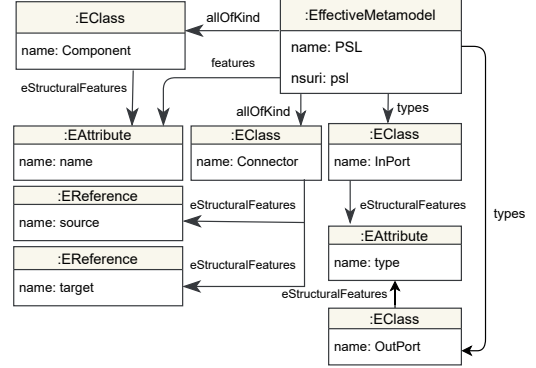 :EClass
name: Component
allOfKind
:EffectiveMetamodel
name: PSL
nsuri: psl
features
eStructuralFeatures
allOfKind
types
:EAttribute
name: name
:EClass
name: Connector
:EClass
name: InPort
:EReference
name: source
eStructuralFeatures
eStructuralFeatures
types
:EReference
name: target
eStructuralFeatures
:EAttribute
name: type
eStructuralFeatures
:EClass
name: OutPort